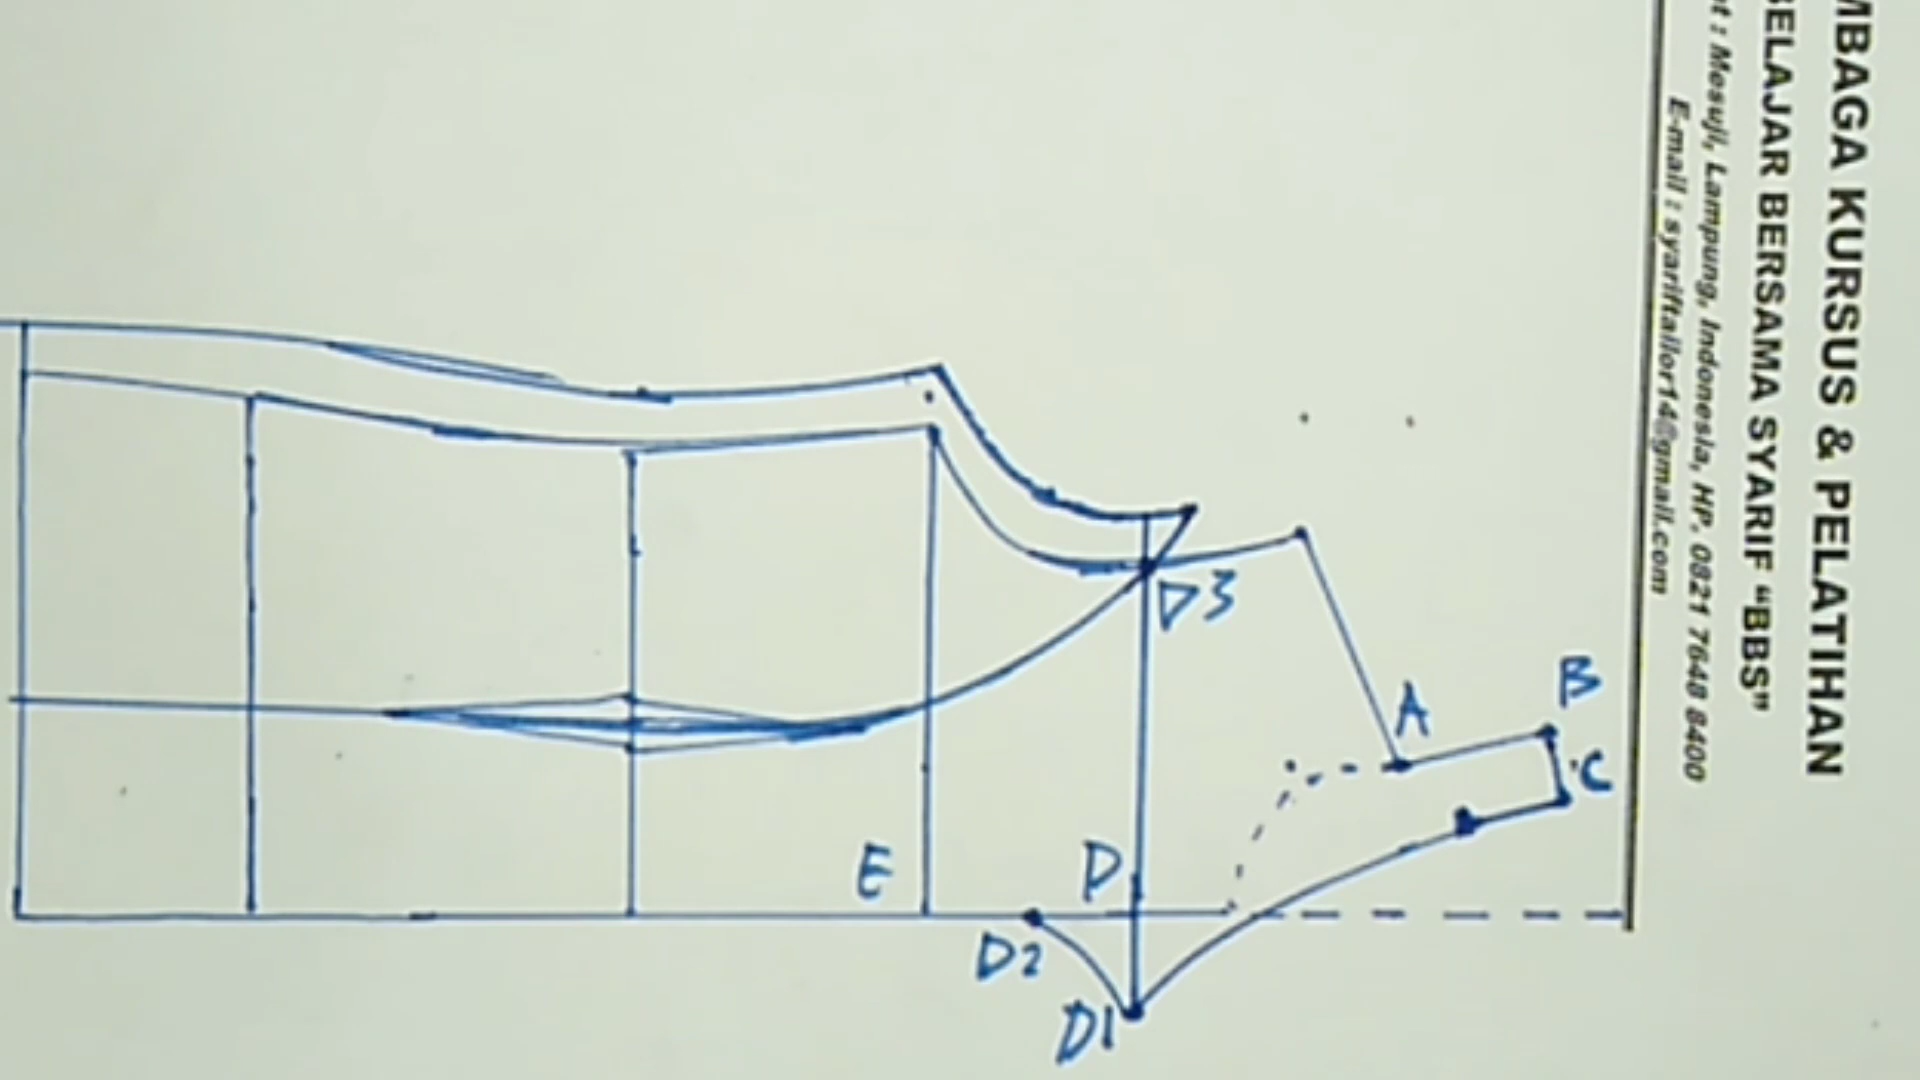 MBAGA KURSUS & PELATIHAN
BELAJAR BERSAMA SYARIF “BBS”
at : Mesuji, Lampung, Indonesia, HP. 0821 7648 8400
E-mail : syariftailor14@gmail.com
B
A
C
D3
D
E
D2
D1